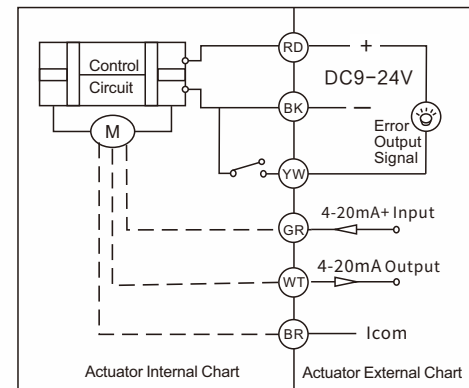 Control
Circuit
M
RD
BK
YW
GR
WT
BR
+
DC9-24V
—
Error
Output
Signal
4-20mA+ Input
4-20mA Output
Icom
Actuator Internal Chart
Actuator External Chart